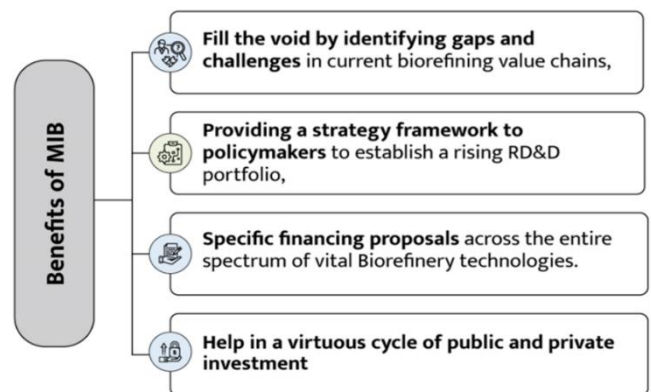 Benefits of MIB
Fill the void by identifying gaps and
challenges in current biorefining value chains,
Providing a strategy framework to
policymakers to establish a rising RD&D
portfolio,
Specific financing proposals across the entire
spectrum of vital Biorefinery technologies.
Help in a virtuous cycle of public and private
investment